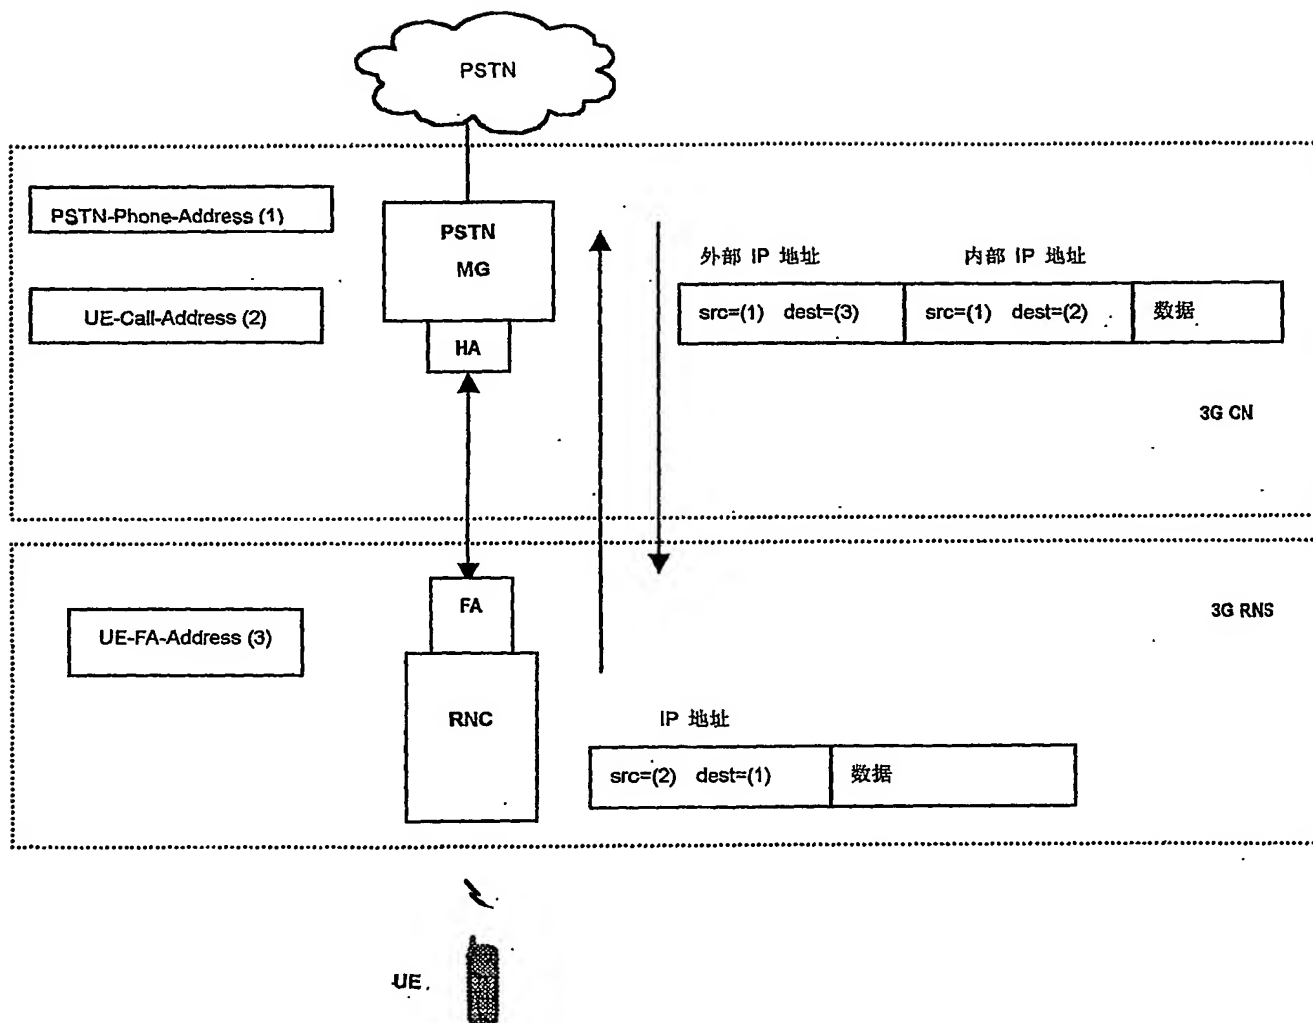 PSTN
PSTN-Phone-Address (1)
PSTN
MG
外部 IP 地址
内部 IP 地址
UE-Call-Address (2)
src=(1) dest=(3)
src=(1) dest=(2)
数据
HA
3G CN
FA
3G RNS
UE-FA-Address (3)
RNC
IP 地址
src=(2) dest=(1)
数据
UE